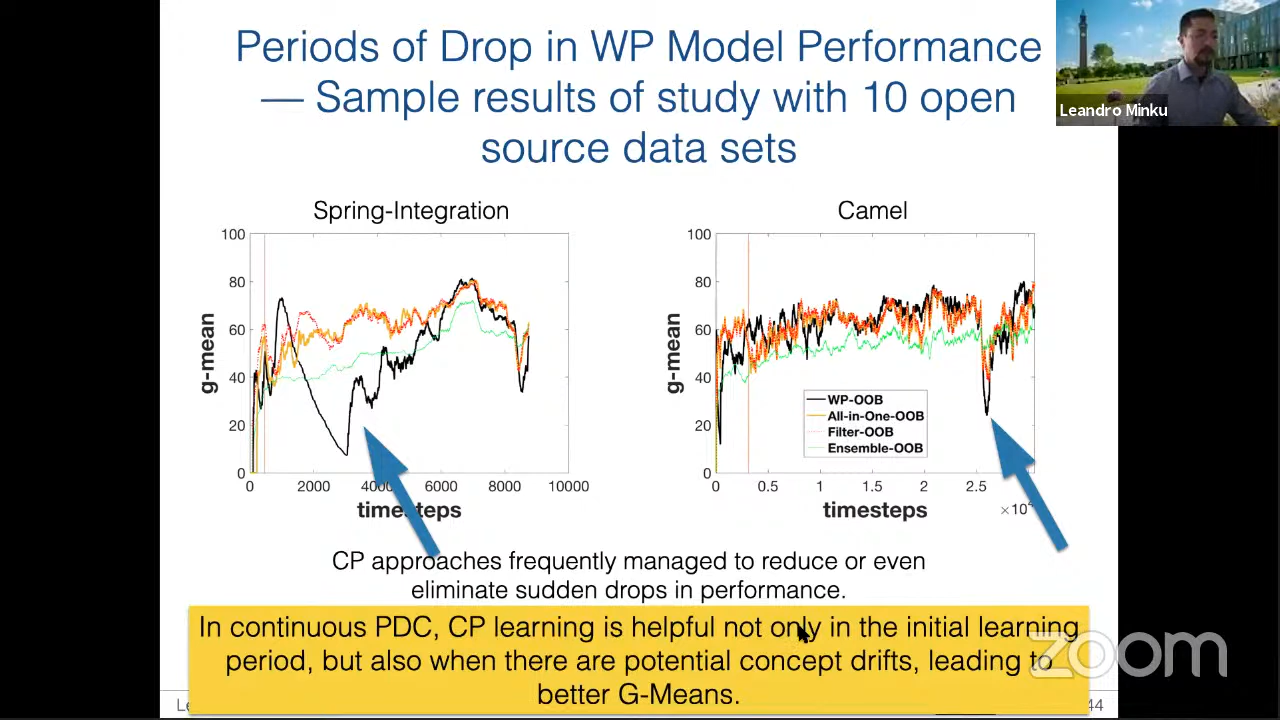 Periods of Drop in WP Model Performance
— Sample results of study with 10 open
source data sets
Leandro Minku
Spring-Integration
100
80
60
40
20
0
g-mean
0
2000
4000
6000
8000
10000
timesteps
Camel
100
80
60
40
20
0
g-mean
WP-OOB
All-in-One-OOB
Filter-OOB
Ensemble-OOB
0
0.5
1
1.5
2
2.5
timesteps
CP approaches frequently managed to reduce or even
eliminate sudden drops in performance.
In continuous PDC, CP learning is helpful not only in the initial learning
period, but also when there are potential concept drifts, leading to
better G-Means.
zoom
44